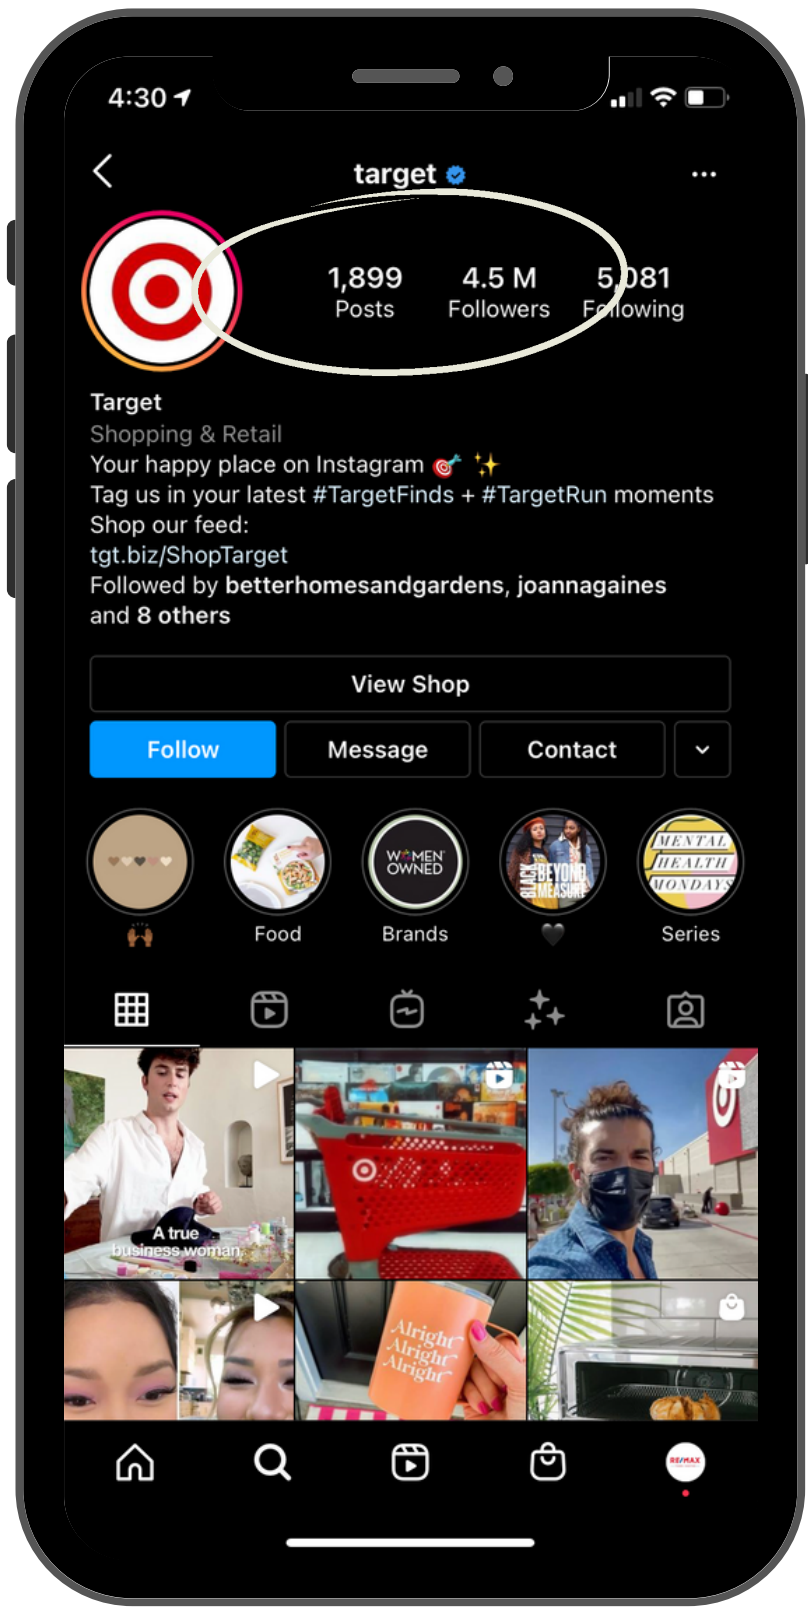 4:30
target
1,899 4.5 M 5,081
Posts Followers Following
Target
Shopping & Retail
Your happy place on Instagram 🎯 ✨
Tag us in your latest #TargetFinds + #TargetRun moments
Shop our feed:
tgt.biz/ShopTarget
Followed by betterhomesandgardens, joannagaines
and 8 others
View Shop
Follow Message Contact
WOMEN
OWNED
BLACK
BEYOND
MEASURE
MENTAL
HEALTH
MONDAYS
🙌🏾 Food Brands 🖤 Series
A true
business woman.
Alright
Alright
Alright
RE/MAX